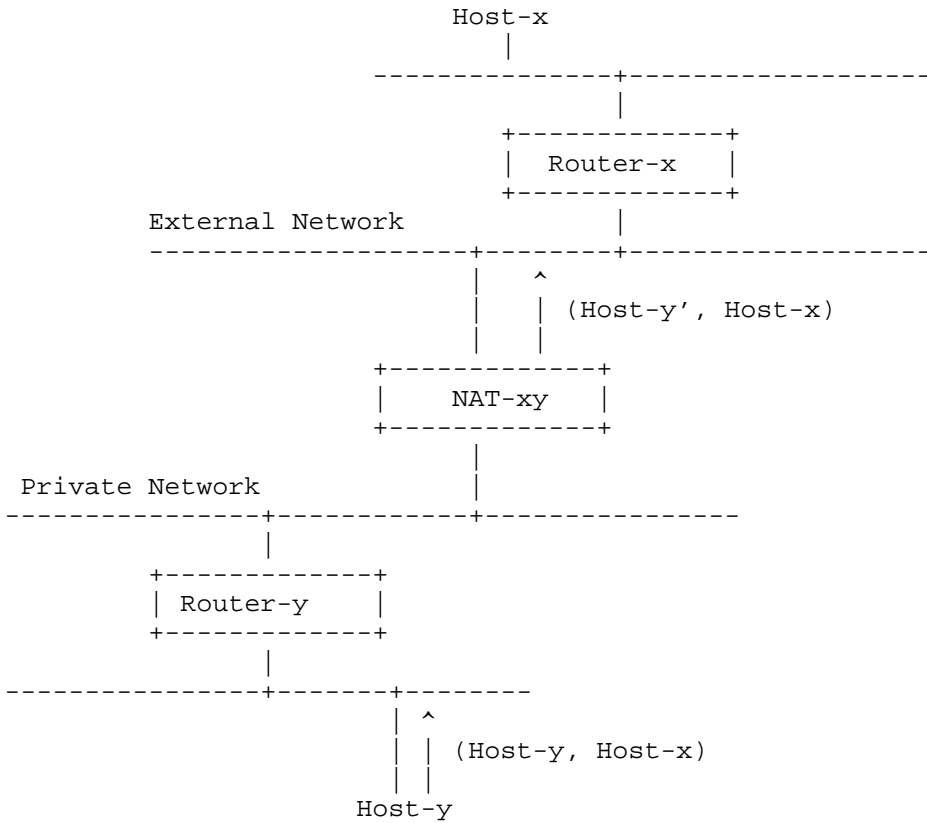 Host-x
Router-x
External Network
(Host-y’, Host-x)
NAT-xy
Private Network
Router-y
(Host-y, Host-x)
Host-y